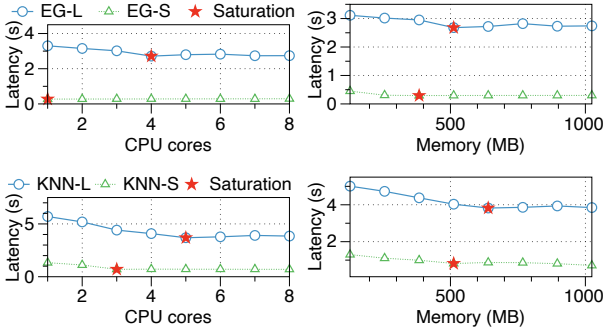 EG-L EG-S Saturation
Latency (s)
4
2
0
2 4 6 8
CPU cores
Latency (s)
3
2
1
0
500 1000
Memory (MB)
KNN-L KNN-S Saturation
Latency (s)
5
0
2 4 6 8
CPU cores
Latency (s)
4
2
500 1000
Memory (MB)